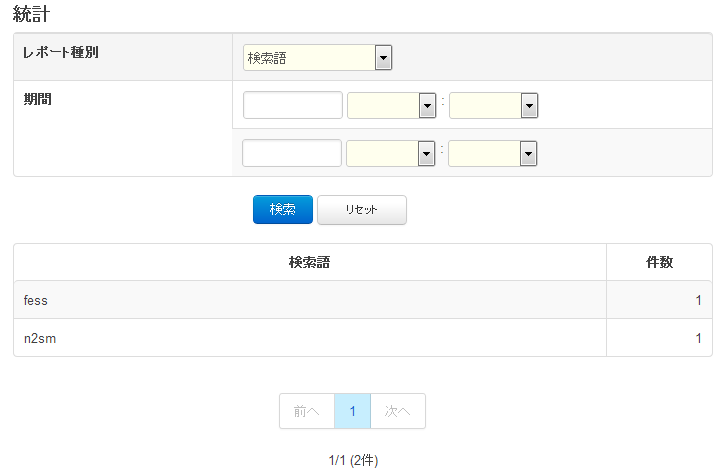 統計
レポート種別 検索語
期間 :
:
検索 リセット
検索語 件数
fess 1
n2sm 1
前へ 1 次へ
1/1 (2件)